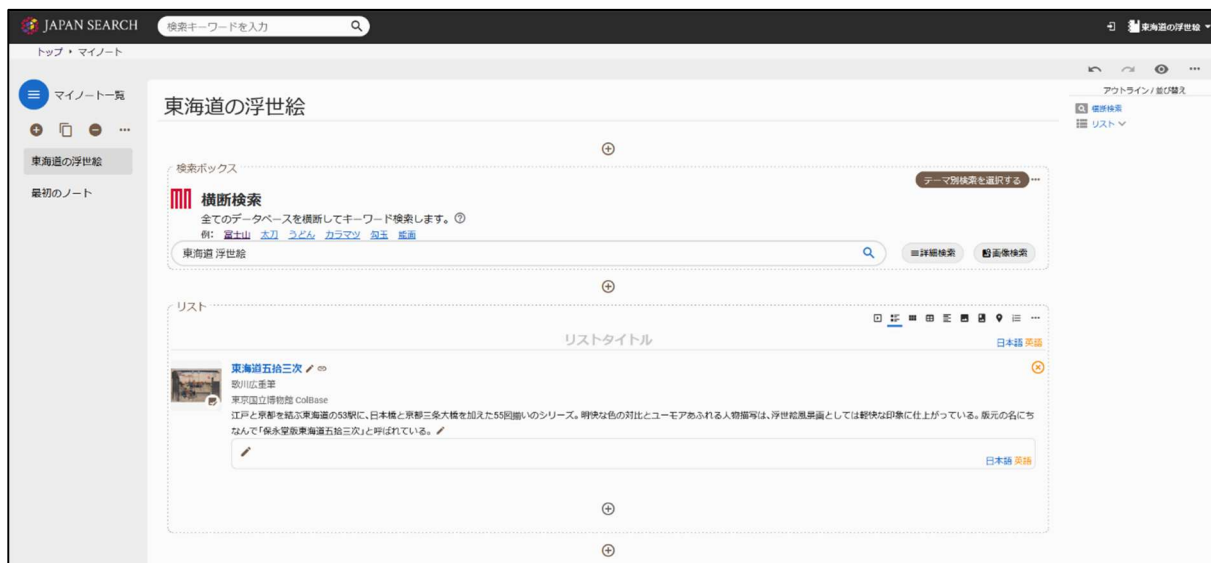 JAPAN SEARCH
検索キーワードを入力
東海道の浮世絵
トップ・マイノート
マイノート一覧
東海道の浮世絵
最初のノート
東海道の浮世絵
検索ボックス
テーマ別検索を選択する
横断検索
全てのデータベースを横断してキーワード検索します。
例: 富士山 太刀 うどん カラマツ 勾玉 能面
東海道 浮世絵
詳細検索
画像検索
リスト
リストタイトル
日本語 英語
東海道五拾三次
歌川広重筆
東京国立博物館 ColBase
江戸と京都を結ぶ東海道の53駅に、日本橋と京都三条大橋を加えた55図揃いのシリーズ。明快な色の対比とユーモアあふれる人物描写は、浮世絵風景画としては軽快な印象に仕上がっている。版元の名にち
なんで「保永堂版東海道五拾三次」と呼ばれている。
日本語 英語
アウトライン / 並び替え
横断検索
リスト